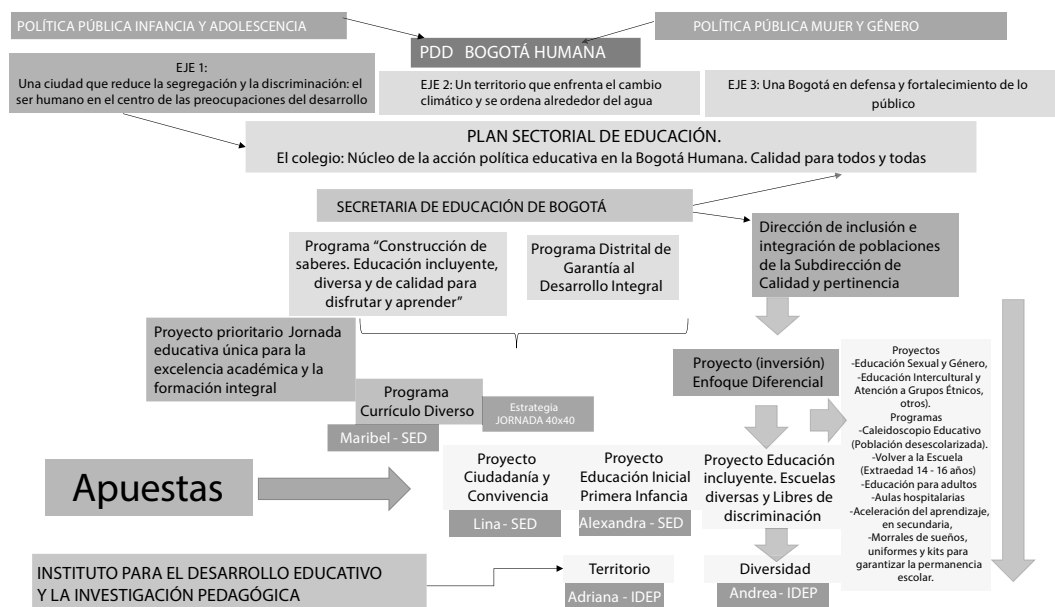 POLÍTICA PÚBLICA INFANCIA Y ADOLESCENCIA
POLÍTICA PÚBLICA MUJER Y GÉNERO
PDD BOGOTÁ HUMANA
EJE 1:
Una ciudad que reduce la segregación y la discriminación: el
ser humano en el centro de las preocupaciones del desarrollo
EJE 2: Un territorio que enfrenta el cambio
climático y se ordena alrededor del agua
EJE 3: Una Bogotá en defensa y fortalecimiento de lo
público
PLAN SECTORIAL DE EDUCACIÓN.
El colegio: Núcleo de la acción política educativa en la Bogotá Humana. Calidad para todos y todas
SECRETARIA DE EDUCACIÓN DE BOGOTÁ
Programa “Construcción de
saberes. Educación incluyente,
diversa y de calidad para
disfrutar y aprender”
Programa Distrital de
Garantía al
Desarrollo Integral
Dirección de inclusión e
integración de poblaciones
de la Subdirección de
Calidad y pertinencia
Proyecto prioritario Jornada
educativa única para la
excelencia académica y la
formación integral
Programa
Currículo Diverso
Estrategia
JORNADA 40x40
Maribel - SED
Proyecto (inversión)
Enfoque Diferencial
Proyectos
-Educación Sexual y Género,
-Educación Intercultural y
Atención a Grupos Étnicos,
otros).
Programas
-Caleidoscopio Educativo
(Población desescolarizada).
-Volver a la Escuela
(Extraedad 14 - 16 años)
-Educación para adultos
-Aulas hospitalarias
-Aceleración del aprendizaje,
en secundaria,
-Morrales de sueños,
uniformes y kits para
garantizar la permanencia
escolar.
Apuestas
Proyecto
Ciudadanía y
Convivencia
Lina - SED
Proyecto
Educación Inicial
Primera Infancia
Alexandra - SED
Proyecto Educación
incluyente. Escuelas
diversas y Libres de
discriminación
INSTITUTO PARA EL DESARROLLO EDUCATIVO
Y LA INVESTIGACIÓN PEDAGÓGICA
Territorio
Adriana - IDEP
Diversidad
Andrea - IDEP